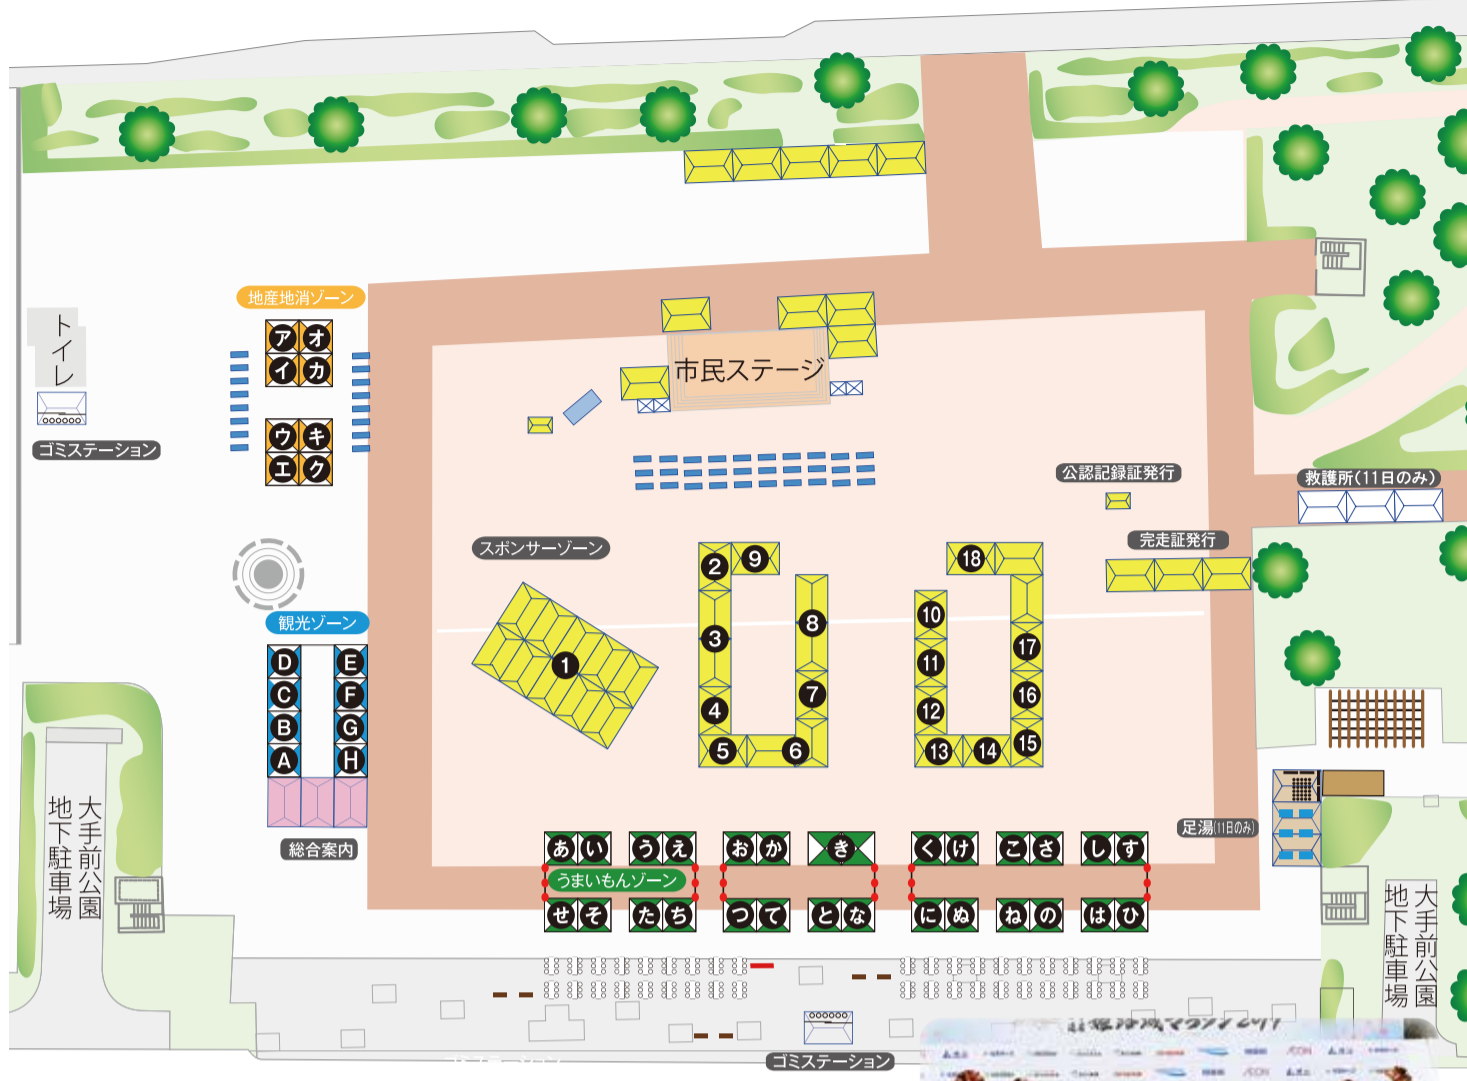 地産地消ゾーン
ア
オ
イ
カ
ウ
キ
エ
ク
トイレ
ゴミステーション
市民ステージ
公認記録証発行
救護所(11日のみ)
完走証発行
スポンサーゾーン
観光ゾーン
D
E
C
F
B
G
A
H
総合案内
1
2
9
3
8
4
7
5
6
18
10
11
17
12
16
13
14
15
大手前公園
地下駐車場
足湯(11日のみ)
あ
い
う
え
お
か
き
く
け
こ
さ
し
す
うまいもんゾーン
せ
そ
た
ち
つ
て
と
な
に
ぬ
ね
の
は
ひ
大手前公園
地下駐車場
ゴミステーション